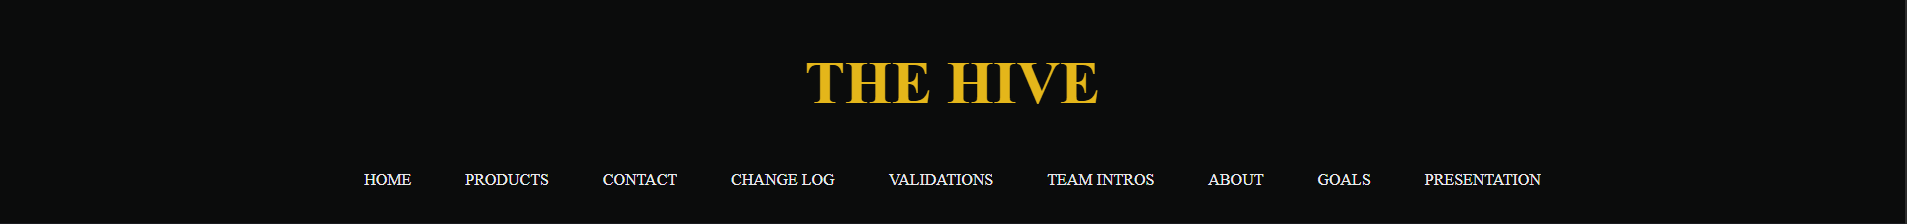 THE HIVE
HOME PRODUCTS CONTACT CHANGE LOG VALIDATIONS TEAM INTROS ABOUT GOALS PRESENTATION